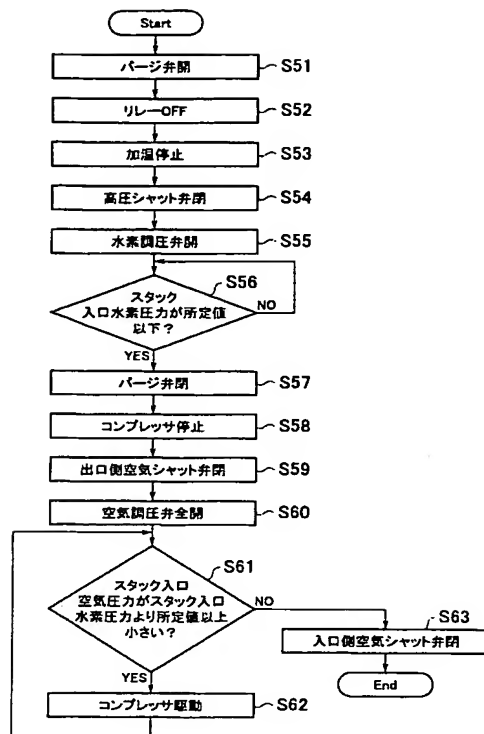 Start
パージ弁開
S51
リレーOFF
S52
加温停止
S53
高圧シャット弁閉
S54
水素調圧弁開
S55
S56
スタック
入口水素圧力が所定値
以下？
NO
YES
パージ弁閉
S57
コンプレッサ停止
S58
出口側空気シャット弁閉
S59
空気調圧弁全開
S60
S61
スタック入口
空気圧力がスタック入口
水素圧力より所定値以上
小さい？
NO
S63
入口側空気シャット弁閉
End
YES
コンプレッサ駆動
S62